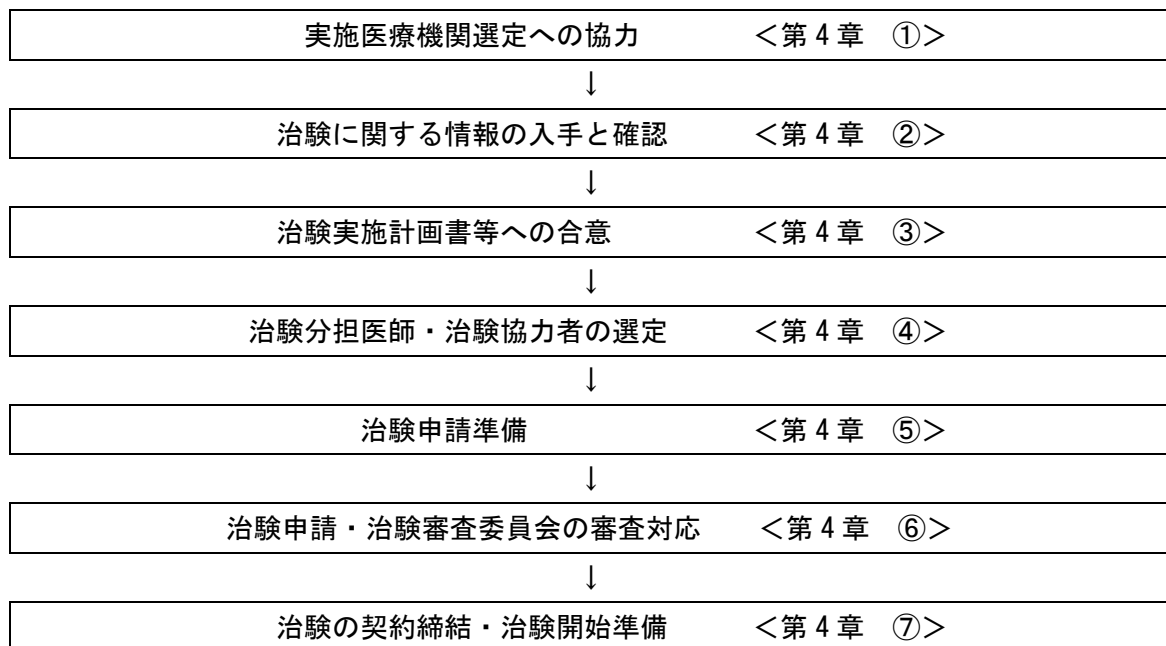 実施医療機関選定への協力　　　＜第４章　①＞
↓
治験に関する情報の入手と確認　　　＜第４章　②＞
↓
治験実施計画書等への合意　　　　　＜第４章　③＞
↓
治験分担医師・治験協力者の選定　　　＜第４章　④＞
↓
治験申請準備　　　　　　　　＜第４章　⑤＞
↓
治験申請・治験審査委員会の審査対応　　＜第４章　⑥＞
↓
治験の契約締結・治験開始準備　　　＜第４章　⑦＞